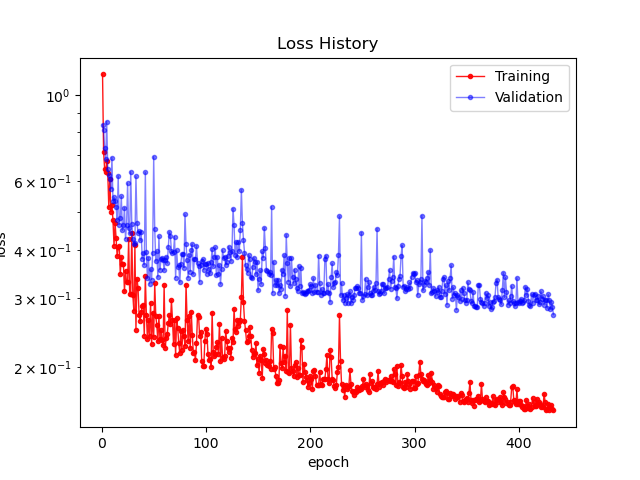 Loss History
Training
Validation
10⁰
6 × 10⁻¹
4 × 10⁻¹
3 × 10⁻¹
2 × 10⁻¹
loss
0 100 200 300 400
epoch